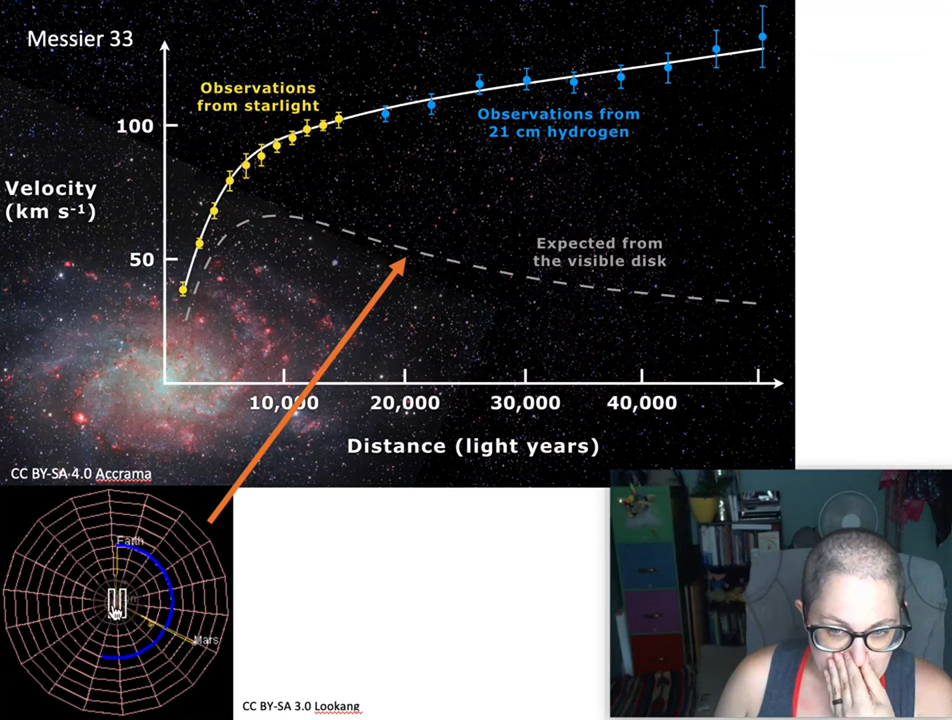 Messier 33
Observations
from starlight
100
Observations from
21 cm hydrogen
Velocity
(km s⁻¹)
50
Expected from
the visible disk
10,000
20,000
30,000
40,000
Distance (light years)
CC BY-SA 4.0 Accrama
Earth
Mars
CC BY-SA 3.0 Lookang